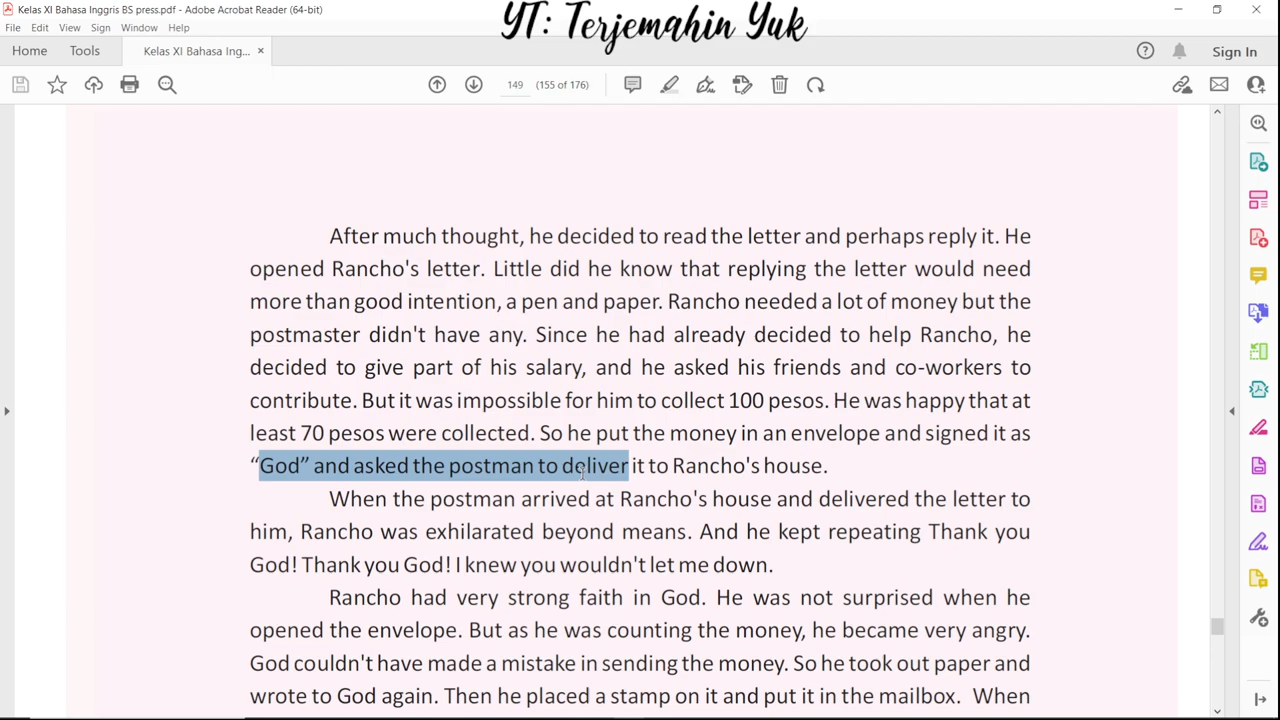 Kelas XI Bahasa Inggris BS press.pdf - Adobe Acrobat Reader (64-bit)
YT: Terjemahin Yuk
File Edit View Sign Window Help
Home Tools Kelas XI Bahasa Ing... ×
Sign In
149 (155 of 176)
After much thought, he decided to read the letter and perhaps reply it. He
opened Rancho's letter. Little did he know that replying the letter would need
more than good intention, a pen and paper. Rancho needed a lot of money but the
postmaster didn't have any. Since he had already decided to help Rancho, he
decided to give part of his salary, and he asked his friends and co-workers to
contribute. But it was impossible for him to collect 100 pesos. He was happy that at
least 70 pesos were collected. So he put the money in an envelope and signed it as
“God” and asked the postman to deliver it to Rancho's house.
When the postman arrived at Rancho's house and delivered the letter to
him, Rancho was exhilarated beyond means. And he kept repeating Thank you
God! Thank you God! I knew you wouldn't let me down.
Rancho had very strong faith in God. He was not surprised when he
opened the envelope. But as he was counting the money, he became very angry.
God couldn't have made a mistake in sending the money. So he took out paper and
wrote to God again. Then he placed a stamp on it and put it in the mailbox. When